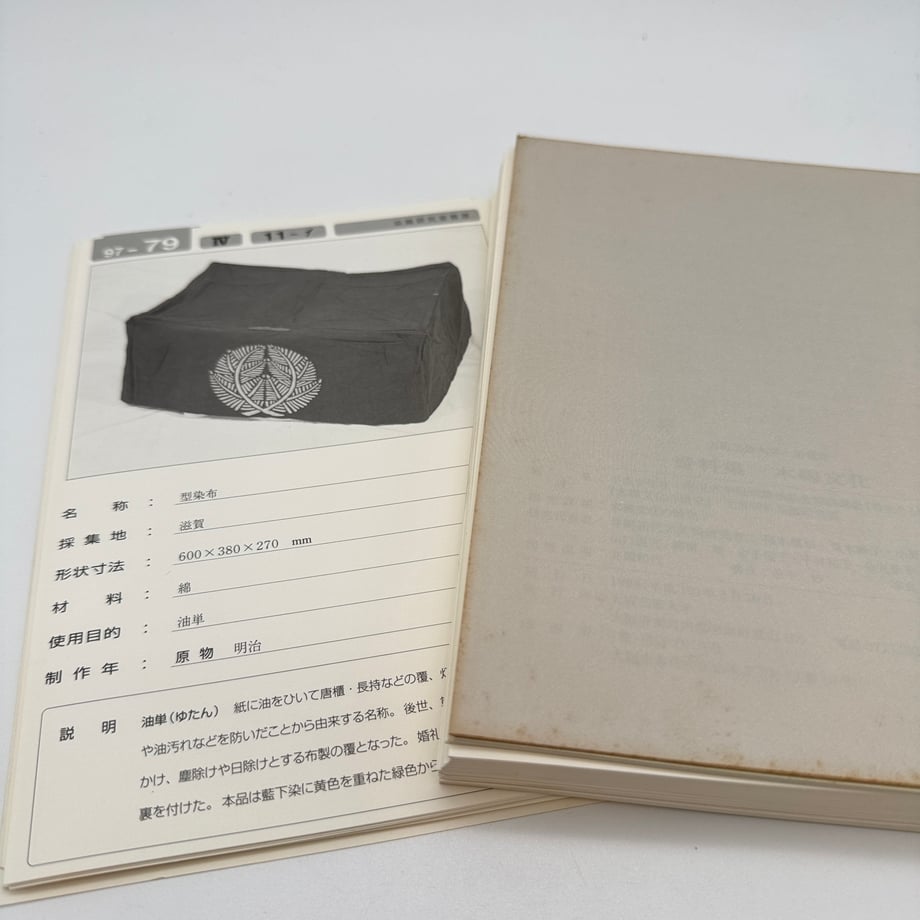 97-79 IV 11-イ
名称： 型染布
採集地： 滋賀
形状寸法： 600×380×270 mm
材料： 綿
使用目的： 油単
制作年： 原物 明治
説明 油単(ゆたん) 紙に油をひいて唐櫃・長持などの覆、
や油汚れなどを防いだことから由来する名称。後世、
かけ、塵除けや日除けとする布製の覆となった。婚礼
裏を付けた。本品は藍下染に黄色を重ねた緑色から